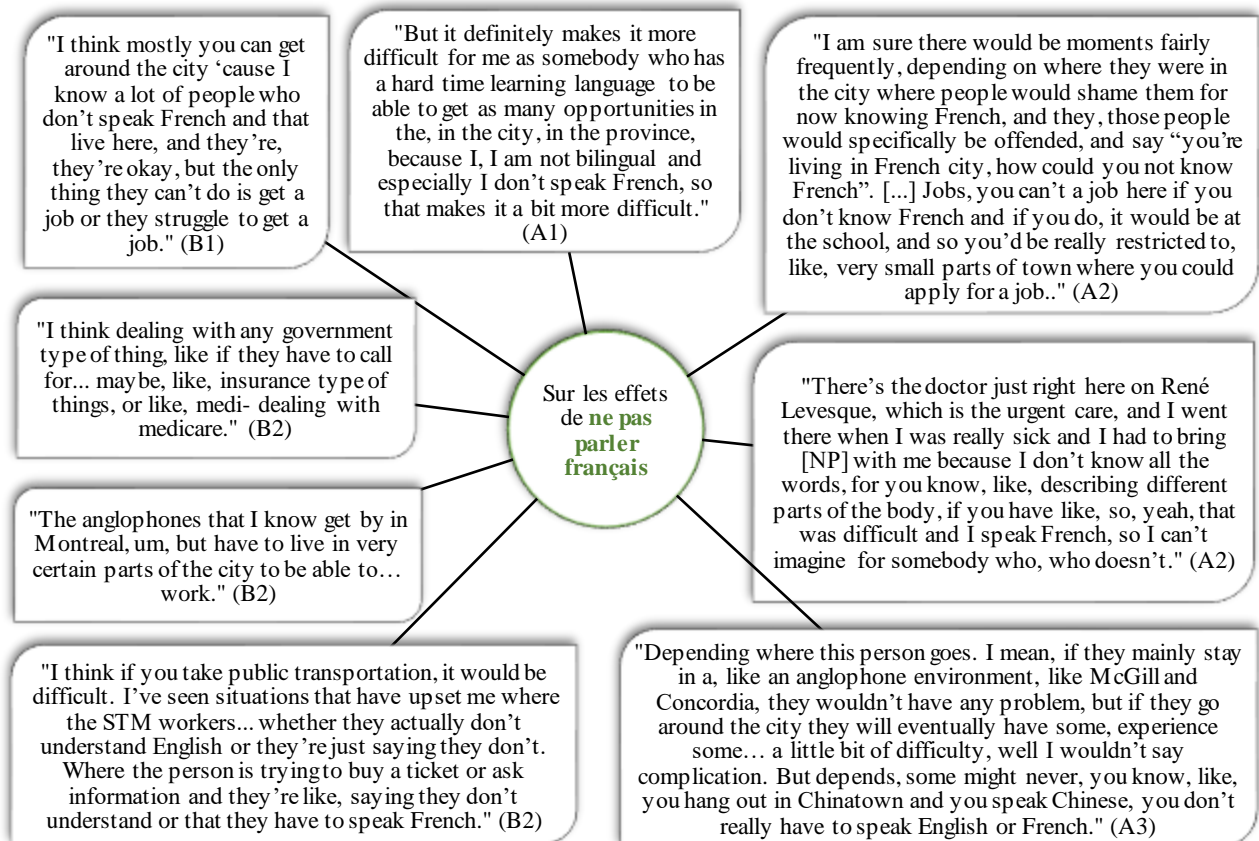 "I think mostly you can get
around the city ‘cause I
know a lot of people who
don’t speak French and that
live here, and they’re,
they’re okay, but the only
thing they can’t do is get a
job or they struggle to get a
job." (B1)
"But it definitely makes it more
difficult for me as somebody who has
a hard time learning language to be
able to get as many opportunities in
the, in the city, in the province,
because I, I am not bilingual and
especially I don’t speak French, so
that makes it a bit more difficult."
(A1)
"I am sure there would be moments fairly
frequently, depending on where they were in
the city where people would shame them for
now knowing French, and they, those people
would specifically be offended, and say “you’re
living in French city, how could you not know
French”. [...] Jobs, you can’t a job here if you
don’t know French and if you do, it would be at
the school, and so you’d be really restricted to,
like, very small parts of town where you could
apply for a job.." (A2)
"I think dealing with any government
type of thing, like if they have to call
for... maybe, like, insurance type of
things, or like, medi- dealing with
medicare." (B2)
Sur les effets
de ne pas
parler
français
"There’s the doctor just right here on René
Levesque, which is the urgent care, and I went
there when I was really sick and I had to bring
[NP] with me because I don’t know all the
words, for you know, like, describing different
parts of the body, if you have like, so, yeah, that
was difficult and I speak French, so I can’t
imagine for somebody who, who doesn’t." (A2)
"The anglophones that I know get by in
Montreal, um, but have to live in very
certain parts of the city to be able to…
work." (B2)
"I think if you take public transportation, it would be
difficult. I’ve seen situations that have upset me where
the STM workers... whether they actually don’t
understand English or they’re just saying they don’t.
Where the person is trying to buy a ticket or ask
information and they’re like, saying they don’t
understand or that they have to speak French." (B2)
"Depending where this person goes. I mean, if they mainly stay
in a, like an anglophone environment, like McGill and
Concordia, they wouldn’t have any problem, but if they go
around the city they will eventually have some, experience
some… a little bit of difficulty, well I wouldn’t say
complication. But depends, some might never, you know, like,
you hang out in Chinatown and you speak Chinese, you don’t
really have to speak English or French." (A3)